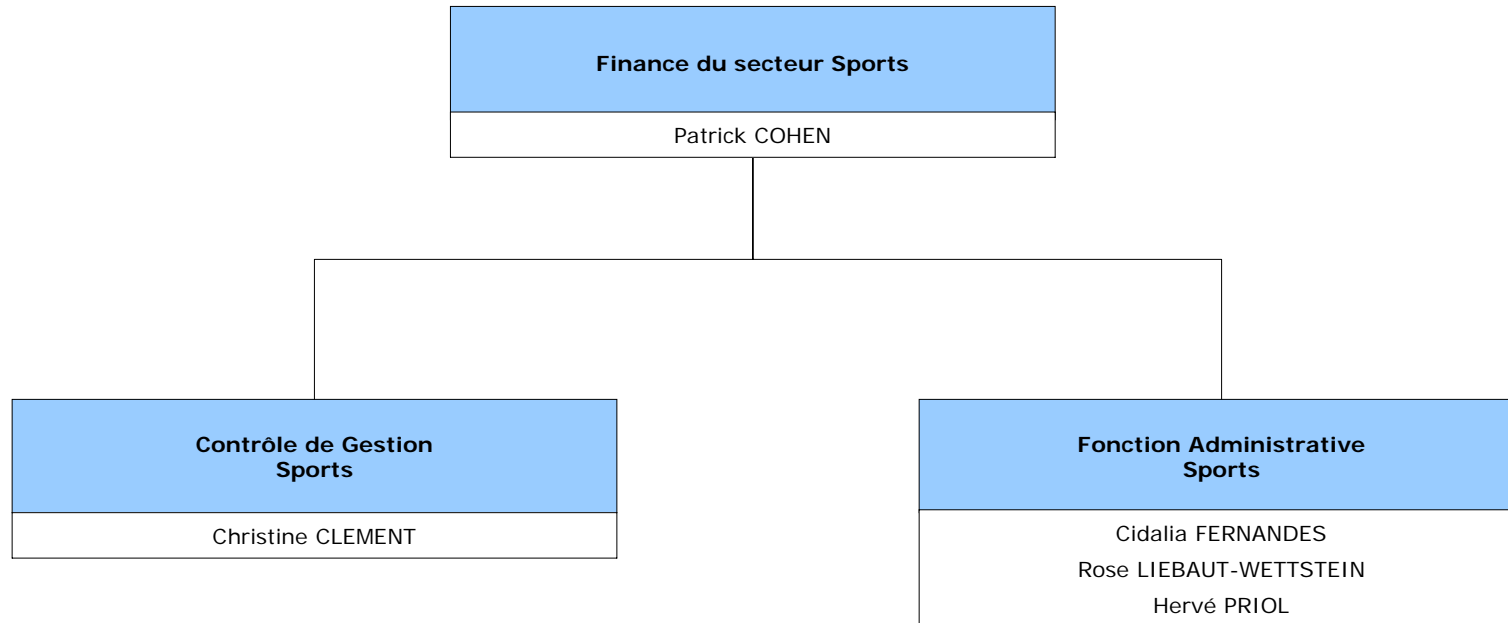 Finance du secteur Sports
Patrick COHEN
Contrôle de Gestion
Sports
Christine CLEMENT
Fonction Administrative
Sports
Cidalia FERNANDES
Rose LIEBAUT-WETTSTEIN
Hervé PRIOL